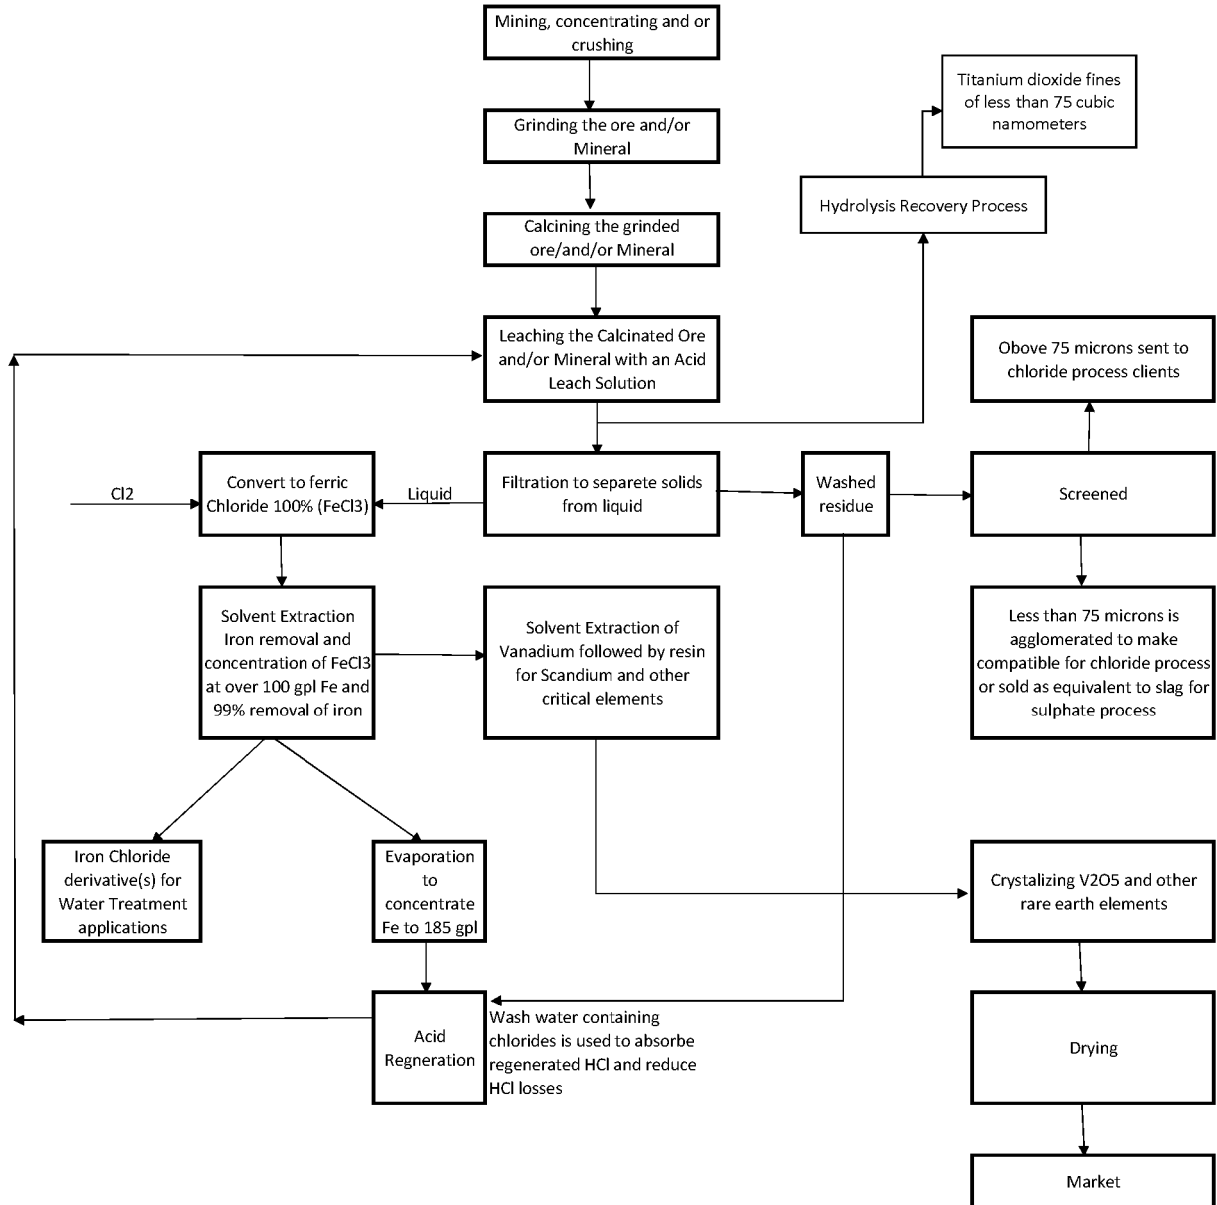 Mining, concentrating and or
crushing
Titanium dioxide fines
of less than 75 cubic
namometers
Grinding the ore and/or
Mineral
Hydrolysis Recovery Process
Calcining the grinded
ore/and/or Mineral
Leaching the Calcinated Ore
and/or Mineral with an Acid
Leach Solution
Obove 75 microns sent to
chloride process clients
Cl2
Convert to ferric
Chloride 100% (FeCl3)
Liquid
Filtration to separete solids
from liquid
Washed
residue
Screened
Solvent Extraction
Iron removal and
concentration of FeCl3
at over 100 gpl Fe and
99% removal of iron
Solvent Extraction of
Vanadium followed by resin
for Scandium and other
critical elements
Less than 75 microns is
agglomerated to make
compatible for chloride process
or sold as equivalent to slag for
sulphate process
Iron Chloride
derivative(s) for
Water Treatment
applications
Evaporation
to
concentrate
Fe to 185 gpl
Crystalizing V2O5 and other
rare earth elements
Acid
Regneration
Wash water containing
chlorides is used to absorbe
regenerated HCl and reduce
HCl losses
Drying
Market